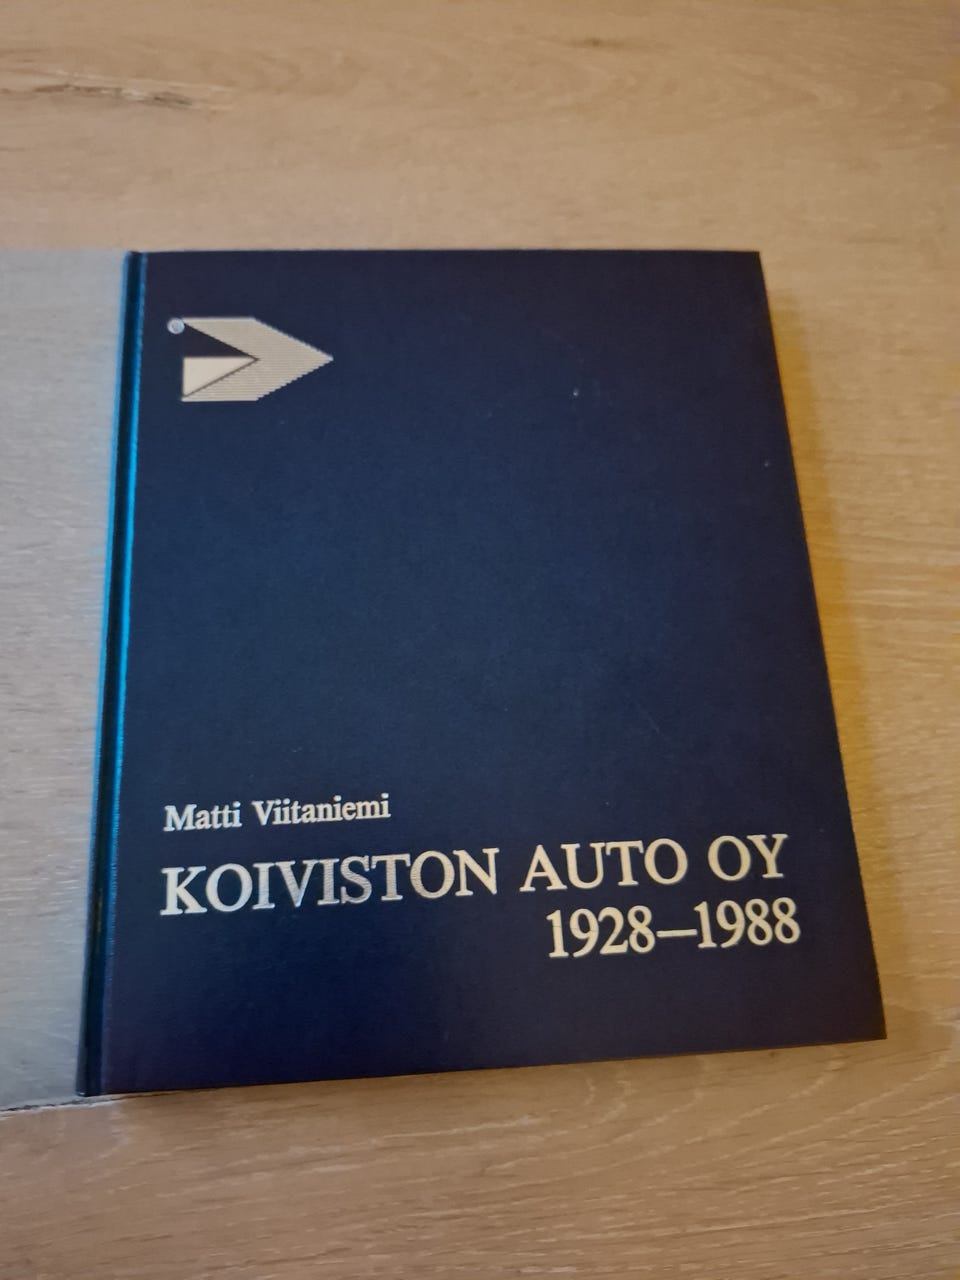 Matti Viitaniemi
KOIVISTON AUTO OY
1928–1988